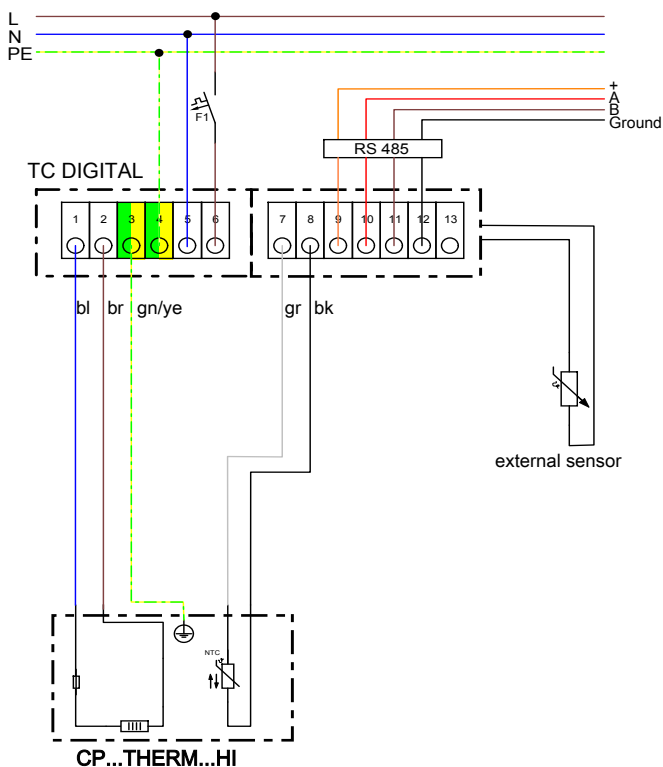 L
N
PE
F1
+
A
B
Ground
RS 485
TC DIGITAL
1 2 3 4 5 6 7 8 9 10 11 12 13
bl br gn/ye gr bk
external sensor
NTC
CP...THERM...HI